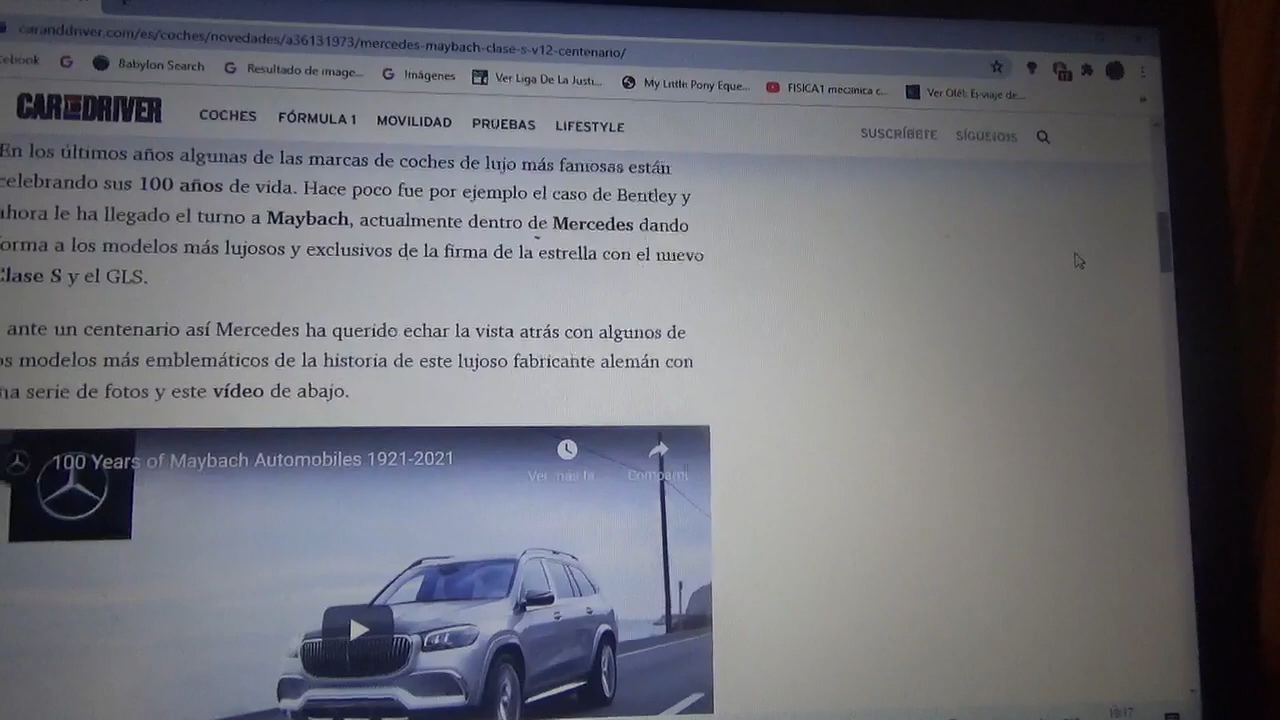 caranddriver.com/es/coches/novedades/a36131973/mercedes-maybach-clase-s-v12-centenario/
cebook Babylon Search Resultado de image... Imágenes Ver Liga De La Justi... My Little Pony Eque... FISICA1 mecanica c... Ver Olé!: El viaje de...
CAR DRIVER COCHES FÓRMULA 1 MOVILIDAD PRUEBAS LIFESTYLE SUSCRÍBETE SÍGUENOS
En los últimos años algunas de las marcas de coches de lujo más famosas están
celebrando sus 100 años de vida. Hace poco fue por ejemplo el caso de Bentley y
ahora le ha llegado el turno a Maybach, actualmente dentro de Mercedes dando
orma a los modelos más lujosos y exclusivos de la firma de la estrella con el nuevo
Clase S y el GLS.
ante un centenario así Mercedes ha querido echar la vista atrás con algunos de
os modelos más emblemáticos de la historia de este lujoso fabricante alemán con
na serie de fotos y este vídeo de abajo.
100 Years of Maybach Automobiles 1921-2021
Ver más ta... Comparti
19:17